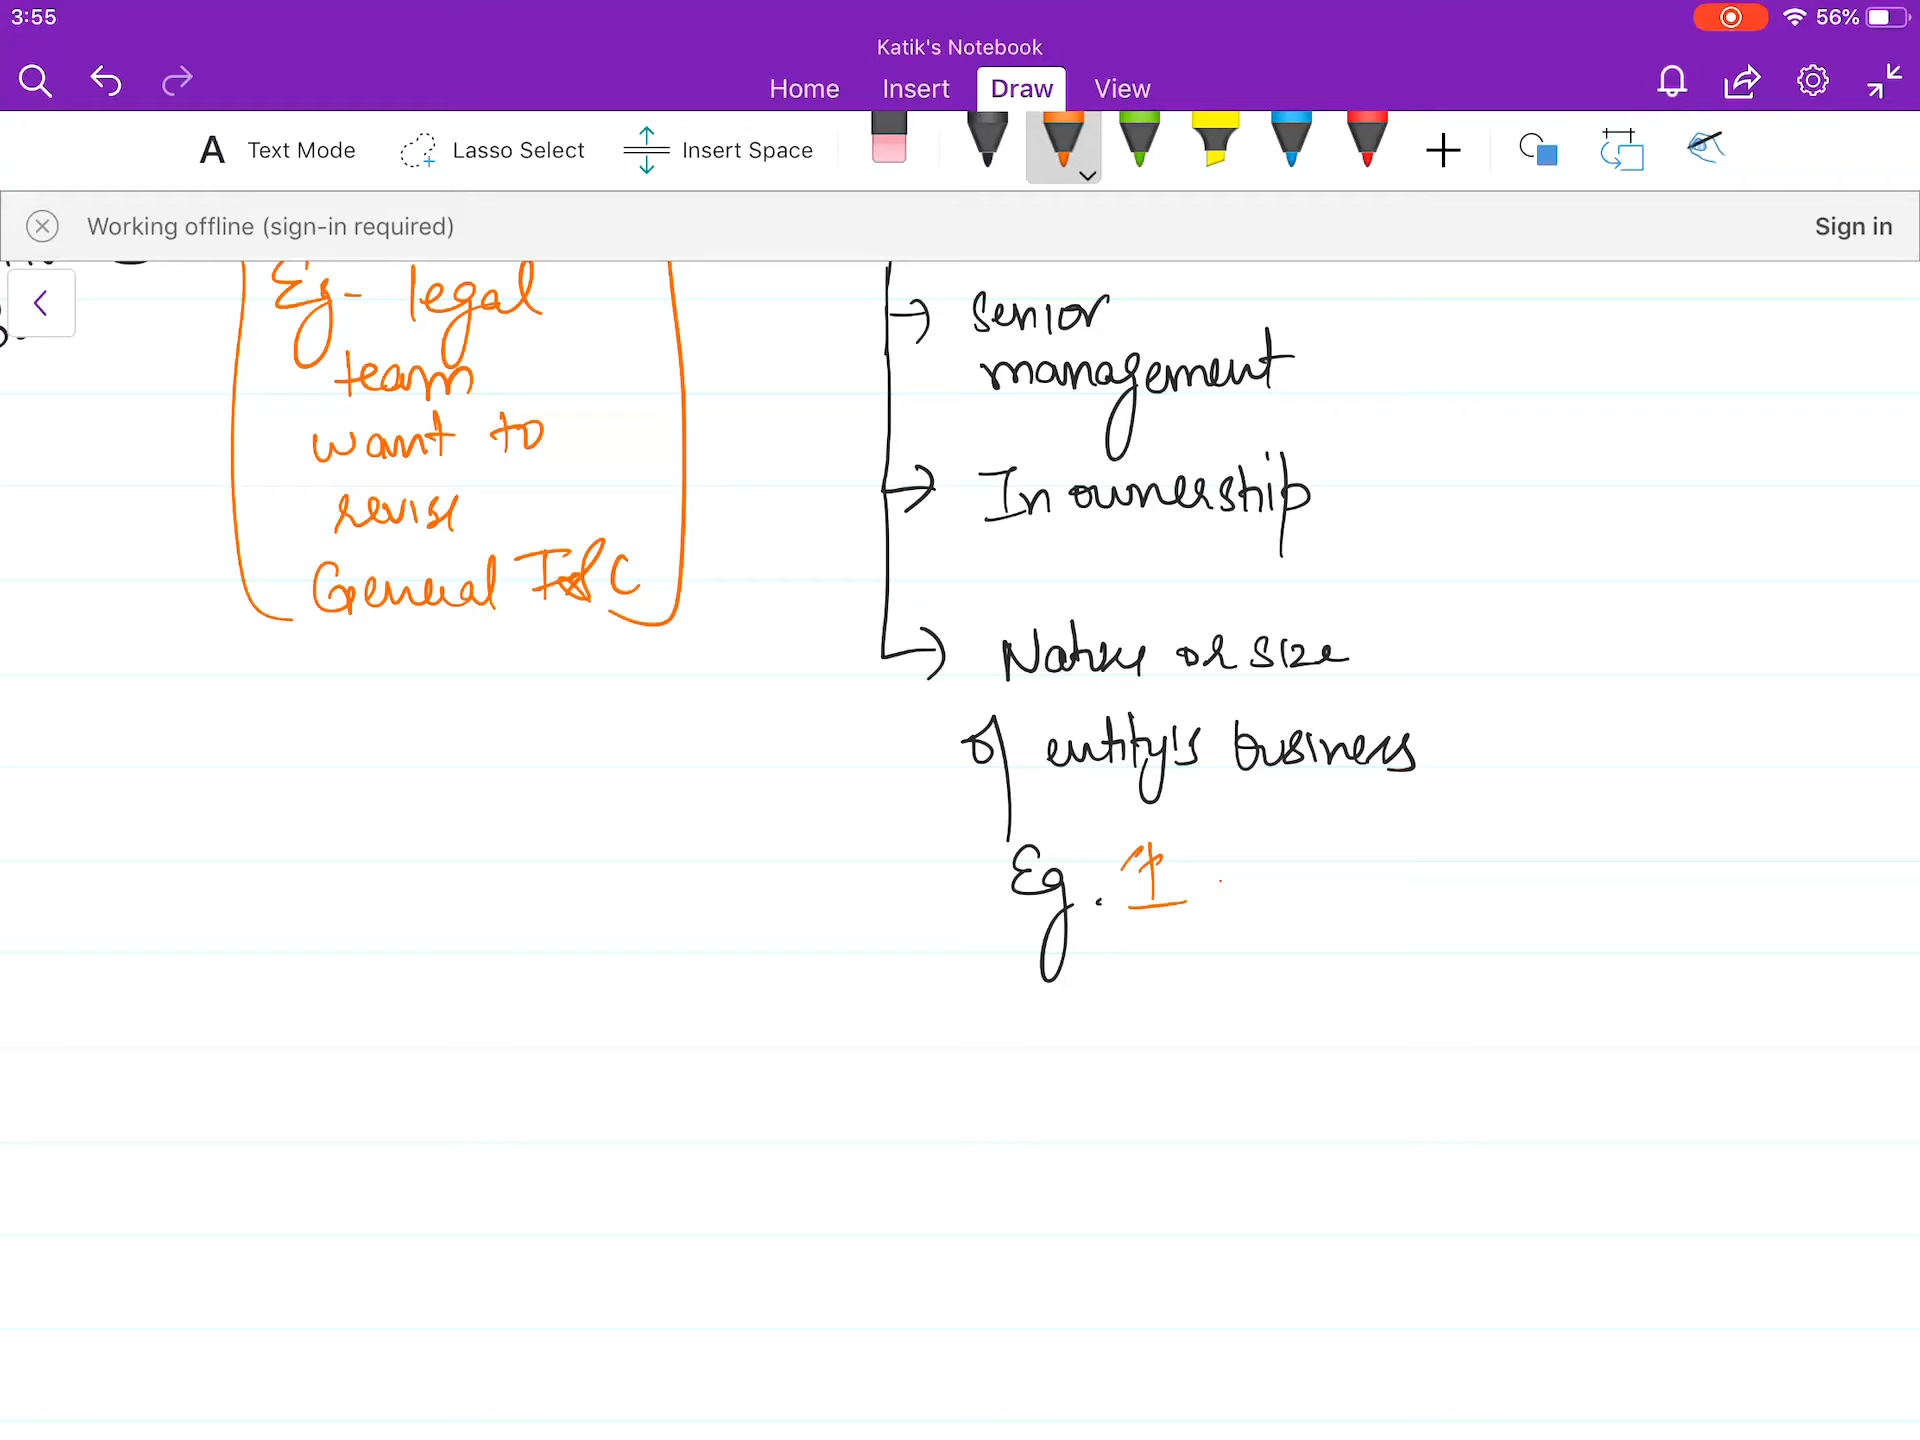 3:55
56%
Katik's Notebook
Home Insert Draw View
A Text Mode Lasso Select Insert Space
Working offline (sign-in required) Sign in
Eg- legal
team
want to
revise
General T&C
Senior
management
In ownership
Nature or size
of entity's business
Eg.